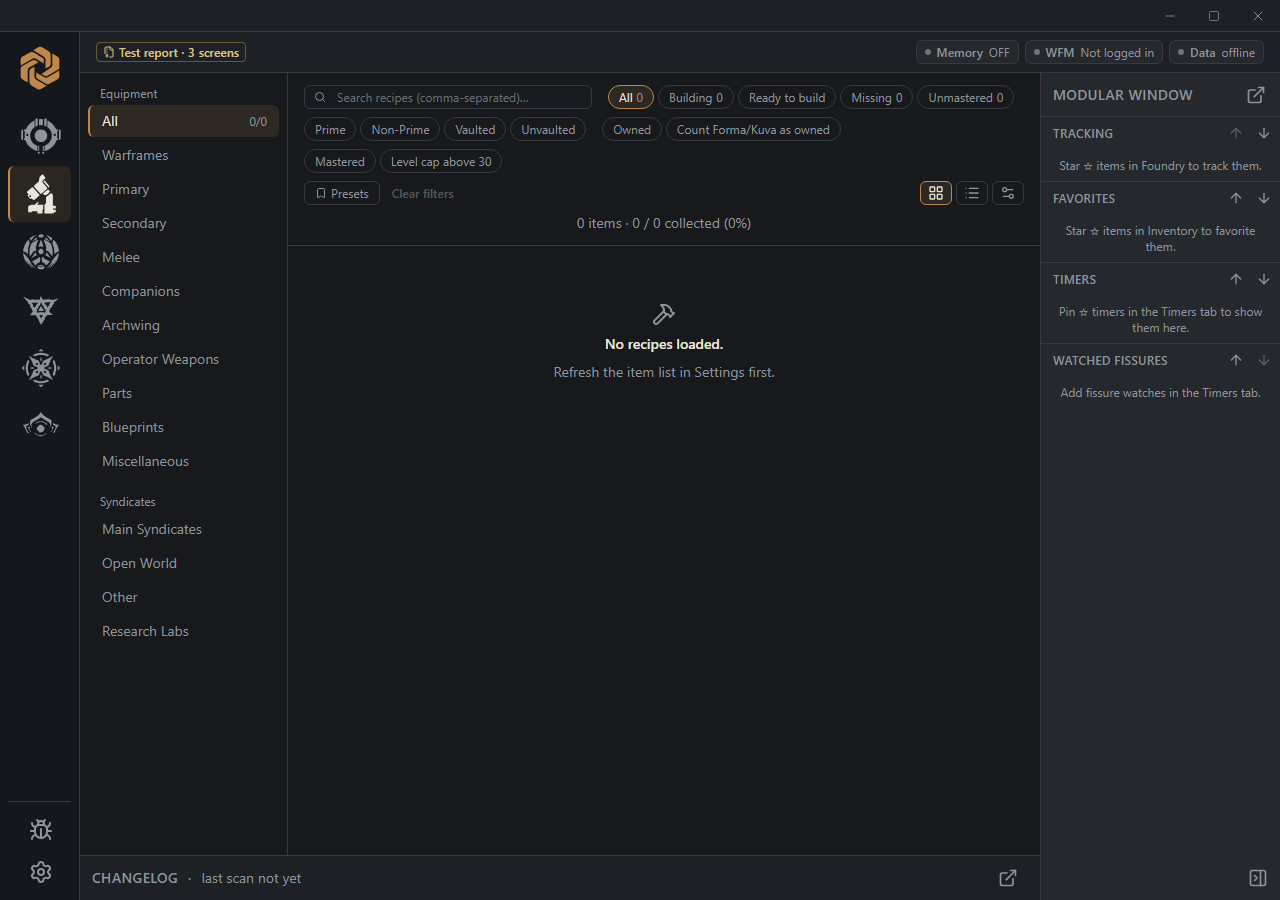 Test report · 3 screens
Memory OFF
WFM Not logged in
Data offline
Equipment
All 0/0
Warframes
Primary
Secondary
Melee
Companions
Archwing
Operator Weapons
Parts
Blueprints
Miscellaneous
Syndicates
Main Syndicates
Open World
Other
Research Labs
Search recipes (comma-separated)...
All 0 Building 0 Ready to build Missing 0 Unmastered 0
Prime Non-Prime Vaulted Unvaulted Owned Count Forma/Kuva as owned
Mastered Level cap above 30
Presets Clear filters
0 items · 0 / 0 collected (0%)
No recipes loaded.
Refresh the item list in Settings first.
MODULAR WINDOW
TRACKING
Star ☆ items in Foundry to track them.
FAVORITES
Star ☆ items in Inventory to favorite
them.
TIMERS
Pin ☆ timers in the Timers tab to show
them here.
WATCHED FISSURES
Add fissure watches in the Timers tab.
CHANGELOG · last scan not yet